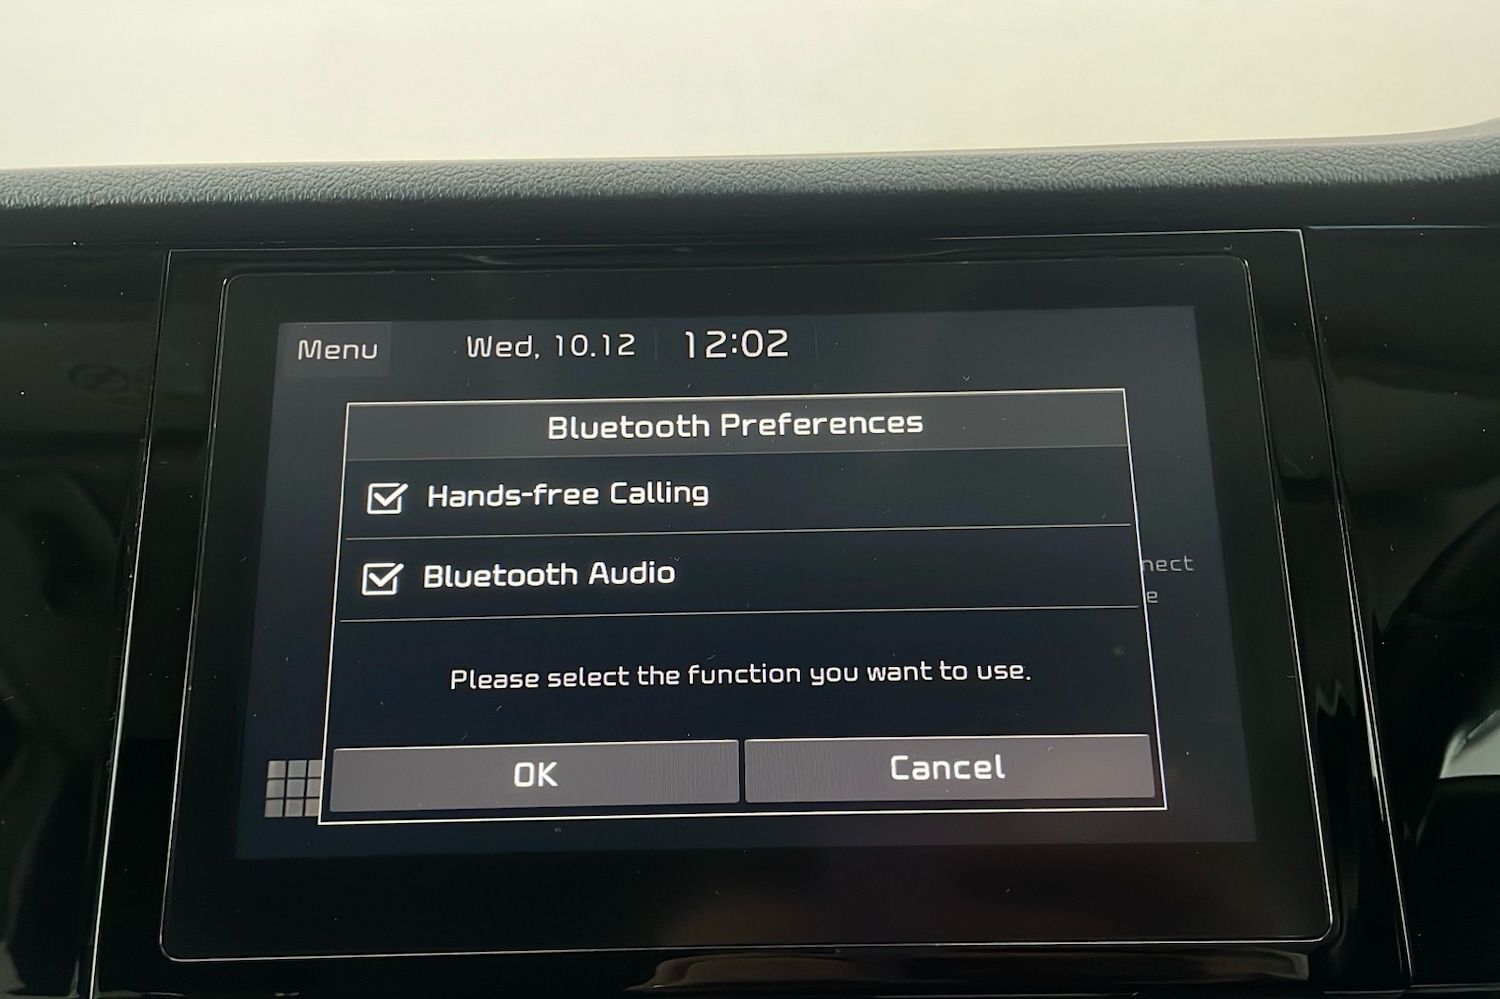 Menu Wed, 10.12 12:02
Bluetooth Preferences
Hands-free Calling
Bluetooth Audio
Please select the function you want to use.
OK Cancel